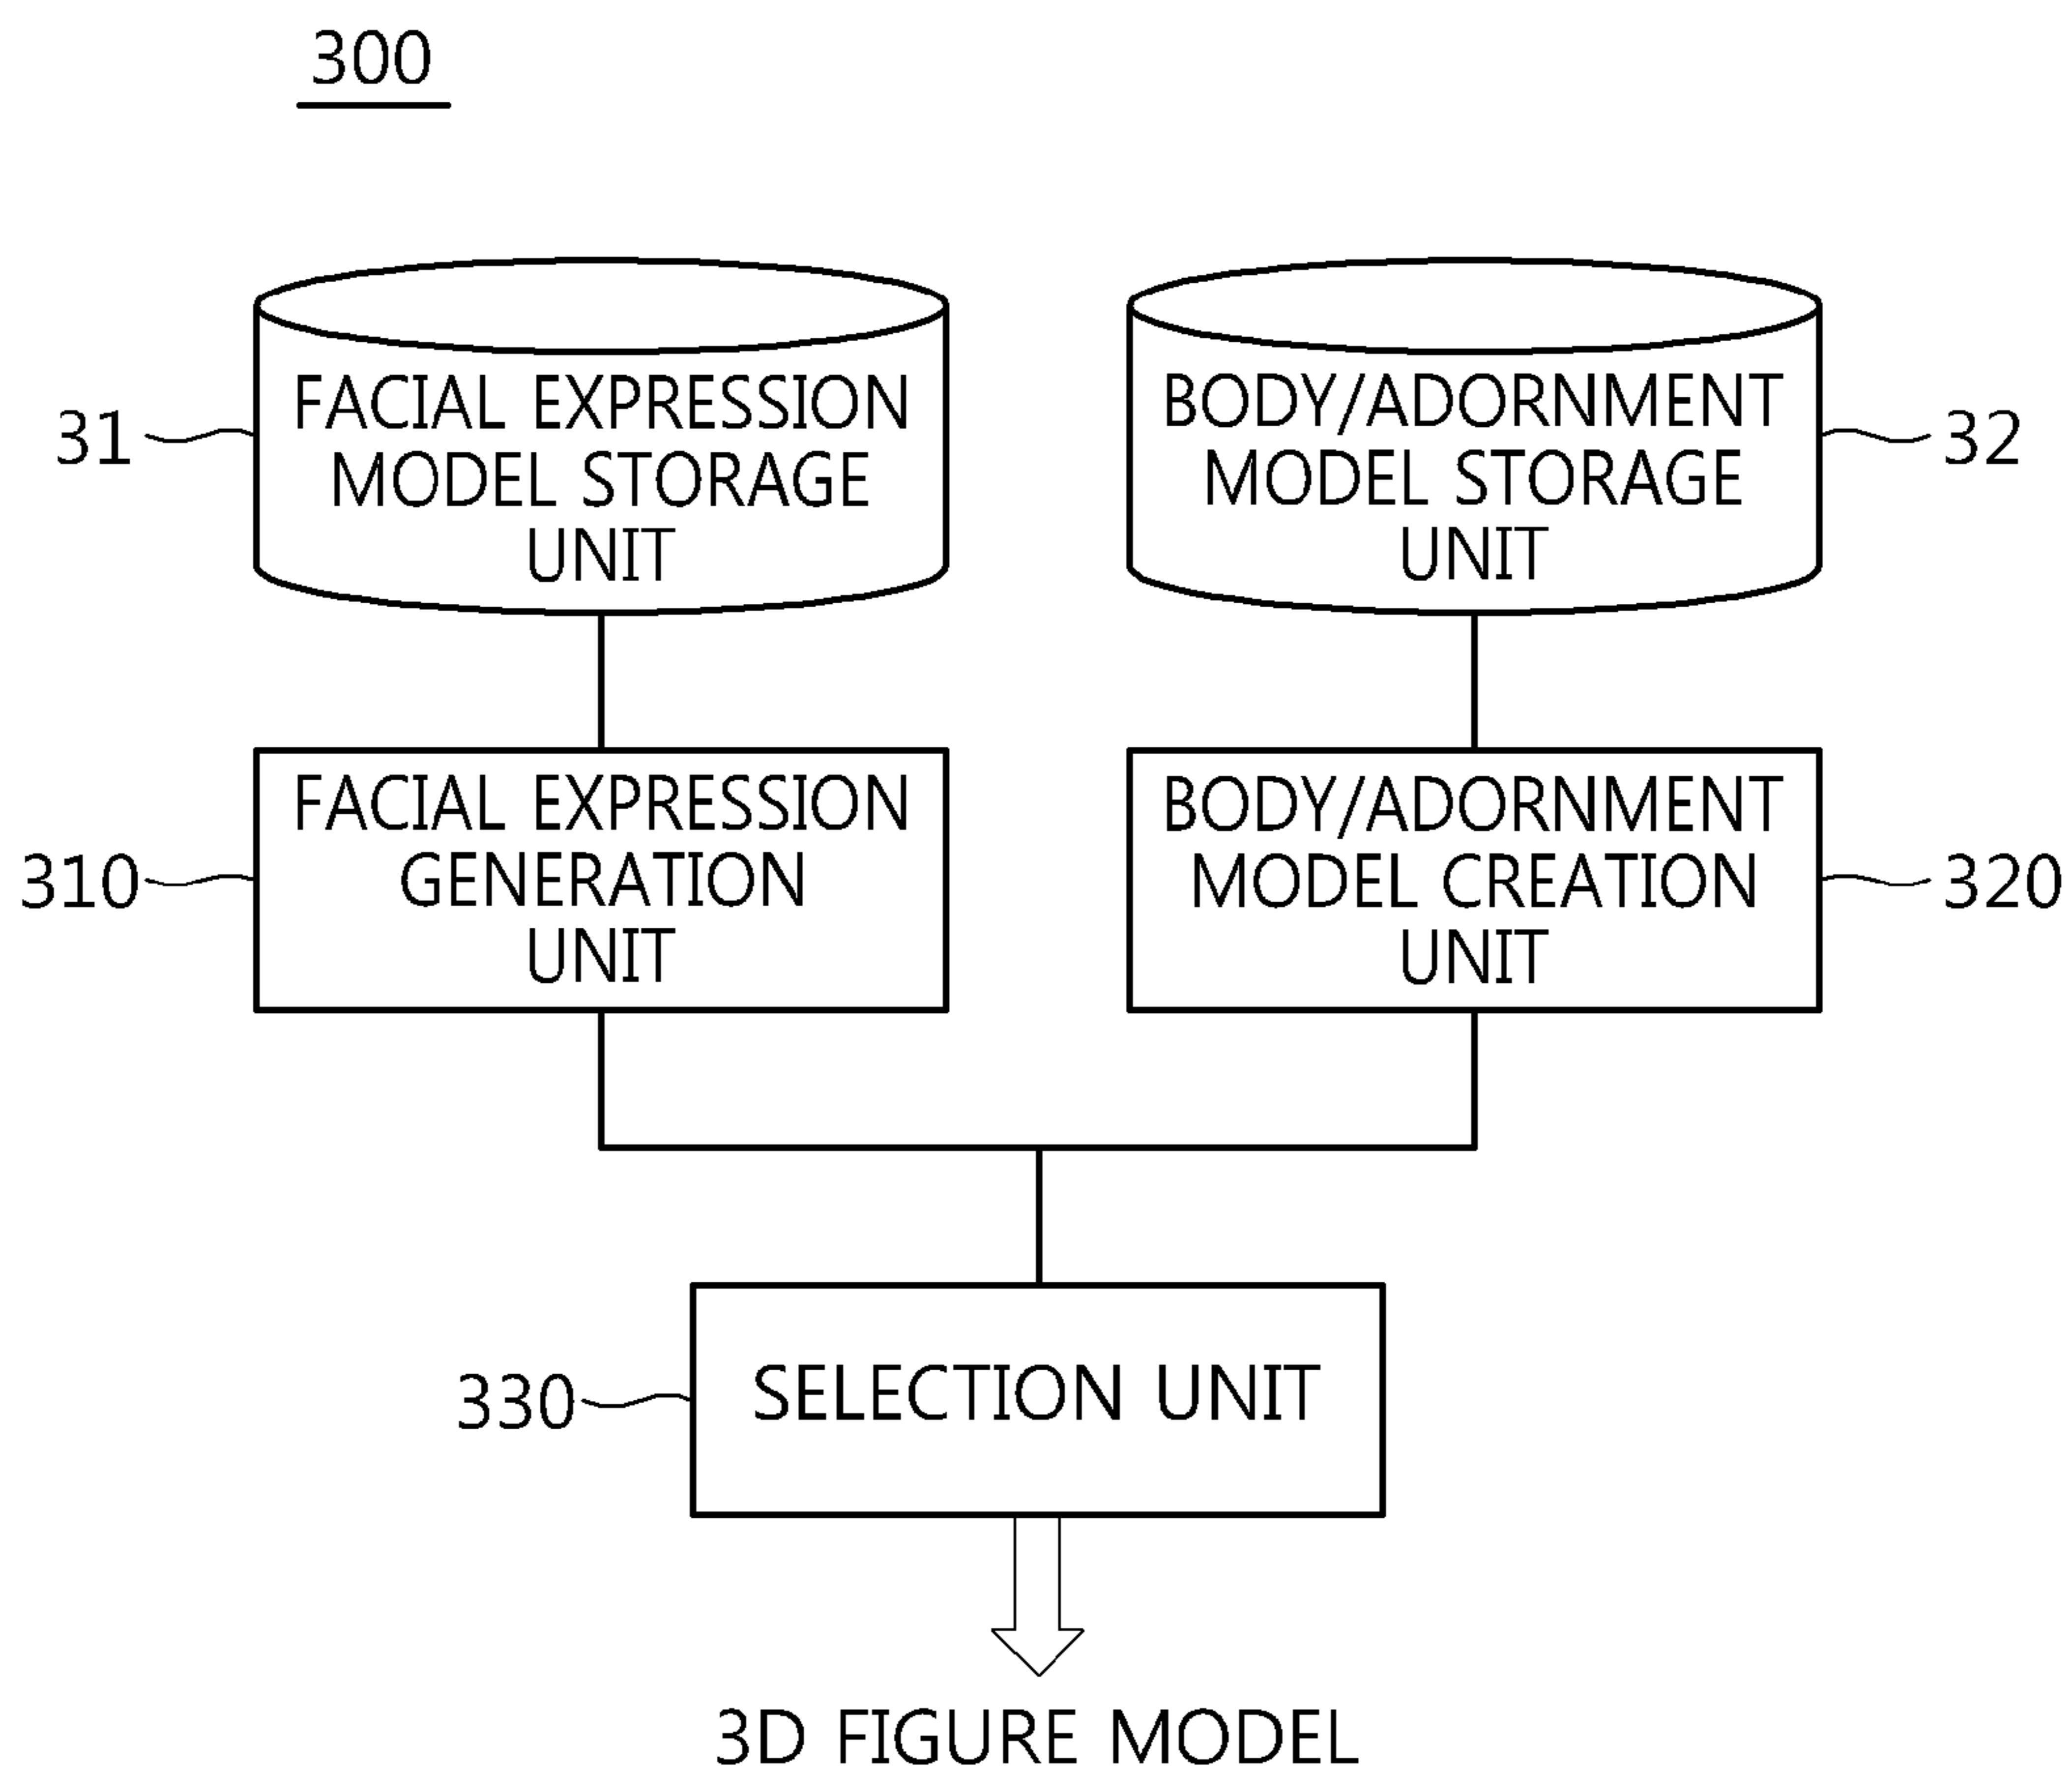 300
FACIAL EXPRESSION
MODEL STORAGE
UNIT
31
BODY/ADORNMENT
MODEL STORAGE
UNIT
32
FACIAL EXPRESSION
GENERATION
UNIT
310
BODY/ADORNMENT
MODEL CREATION
UNIT
320
330
SELECTION UNIT
3D FIGURE MODEL